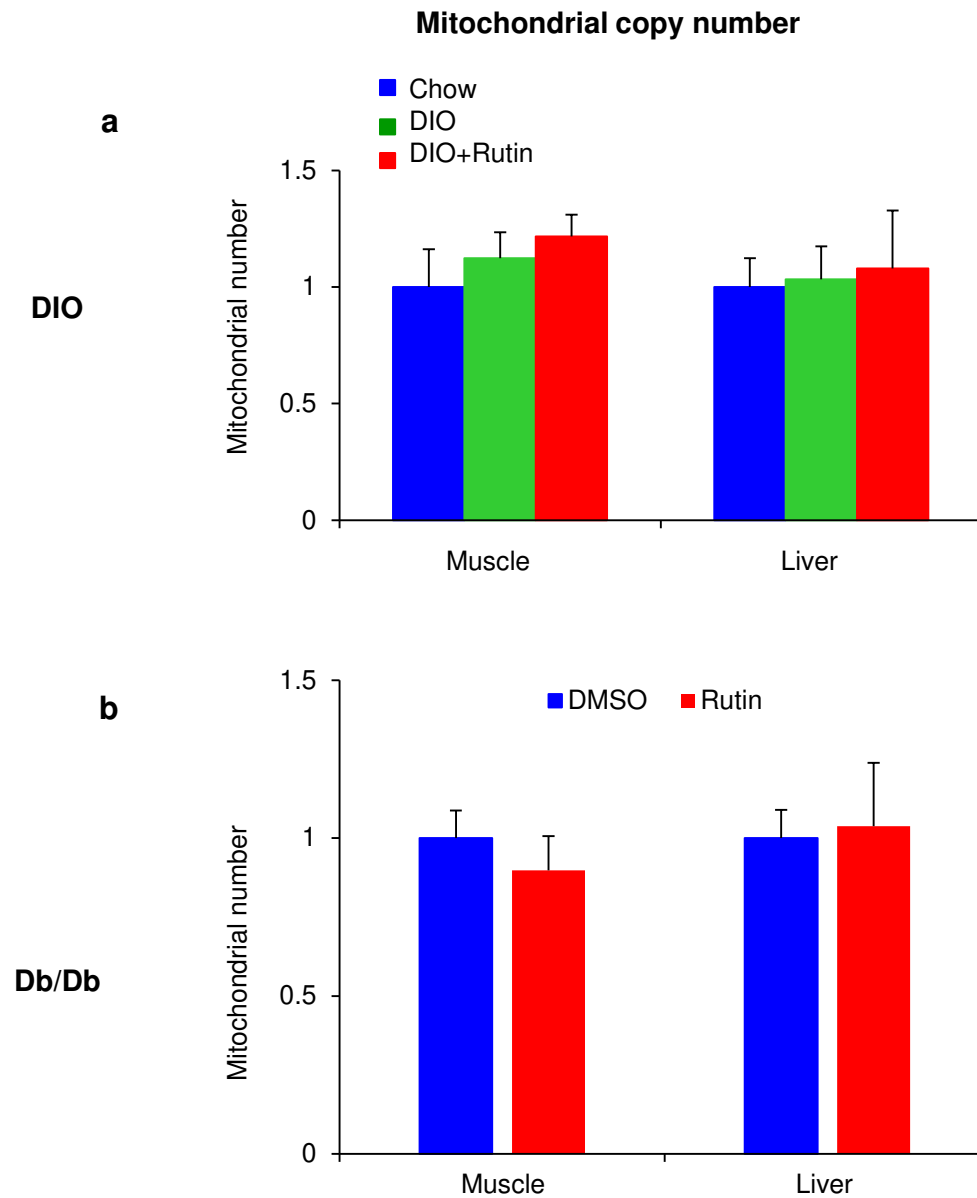 Mitochondrial copy number
a
Chow
DIO
DIO+Rutin
DIO
Mitochondrial number
1.5
1
0.5
0
Muscle Liver
b
DMSO Rutin
Db/Db
Mitochondrial number
1.5
1
0.5
0
Muscle Liver